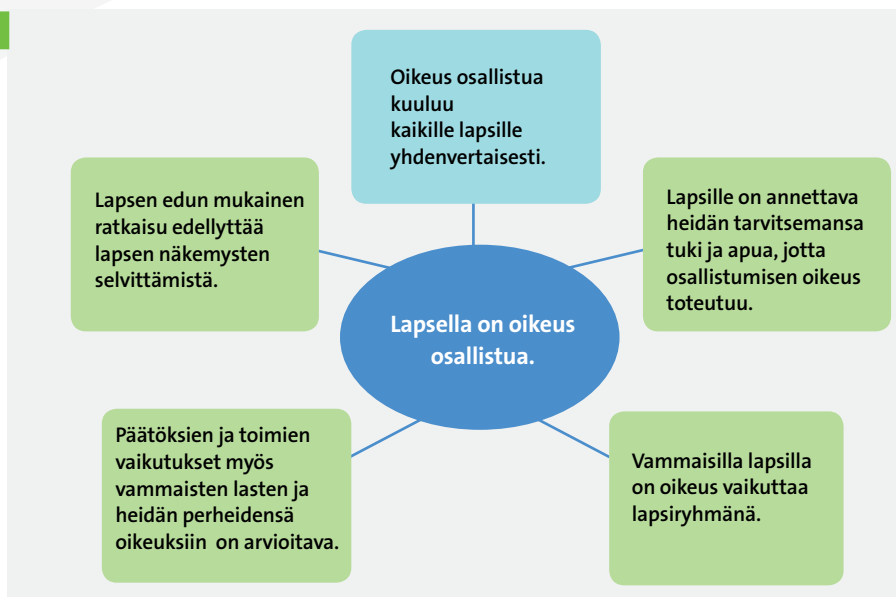 Oikeus osallistua
kuuluu
kaikille lapsille
yhdenvertaisesti.
Lapsen edun mukainen
ratkaisu edellyttää
lapsen näkemysten
selvittämistä.
Lapsille on annettava
heidän tarvitsemansa
tuki ja apua, jotta
osallistumisen oikeus
toteutuu.
Lapsella on oikeus
osallistua.
Päätöksien ja toimien
vaikutukset myös
vammaisten lasten ja
heidän perheidensä
oikeuksiin on arvioitava.
Vammaisilla lapsilla
on oikeus vaikuttaa
lapsiryhmänä.